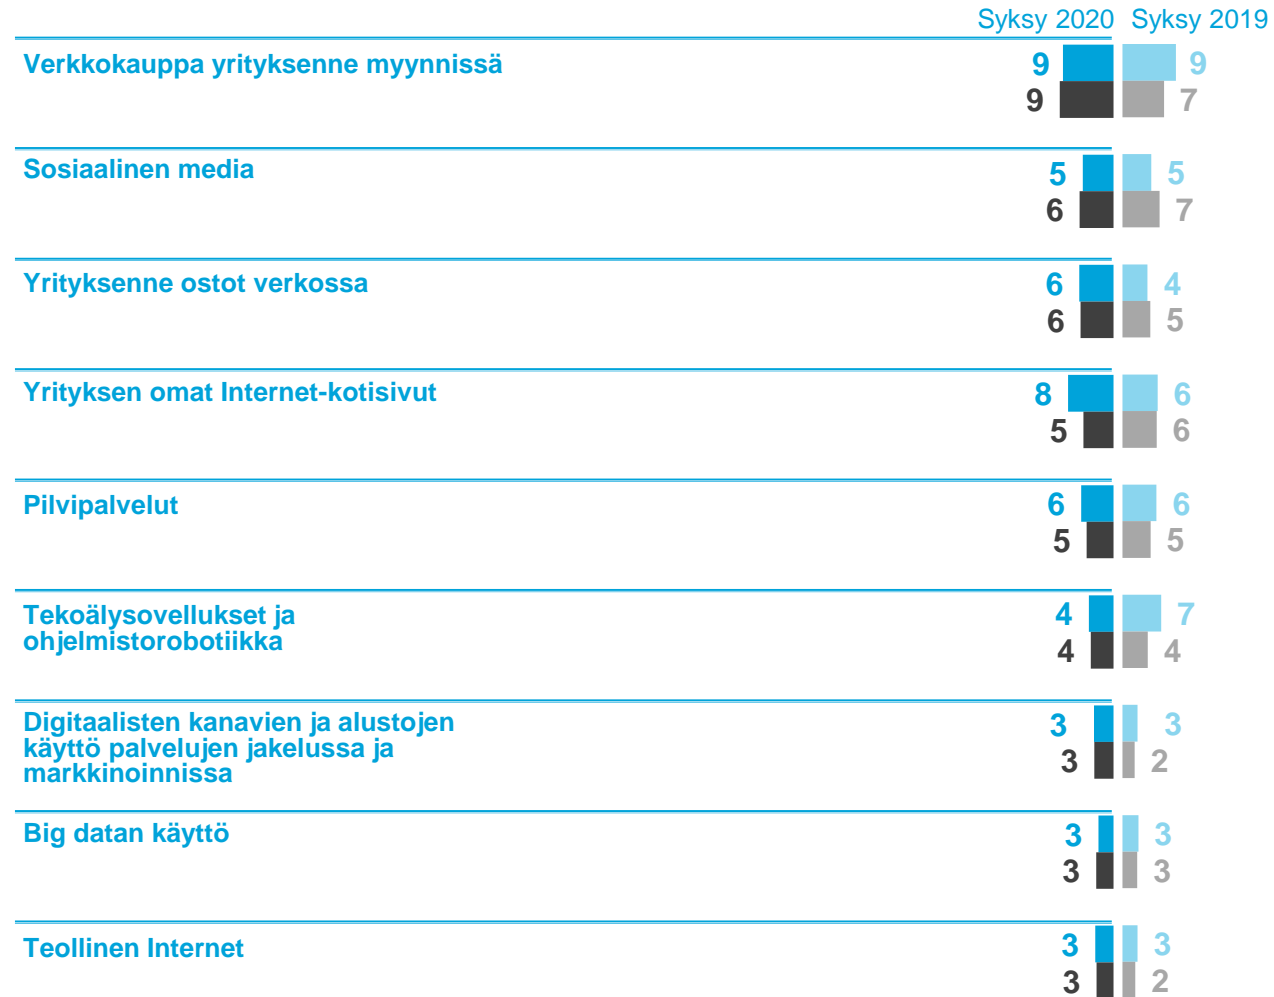 Syksy 2020 Syksy 2019
Verkkokauppa yrityksenne myynnissä 9 9
9 7
Sosiaalinen media 5 5
6 7
Yrityksenne ostot verkossa 6 4
6 5
Yrityksen omat Internet-kotisivut 8 6
5 6
Pilvipalvelut 6 6
5 5
Tekoälysovellukset ja 4 7
ohjelmistorobotiikka 4 4
Digitaalisten kanavien ja alustojen 3 3
käyttö palvelujen jakelussa ja
markkinoinnissa 3 2
Big datan käyttö 3 3
3 3
Teollinen Internet 3 3
3 2